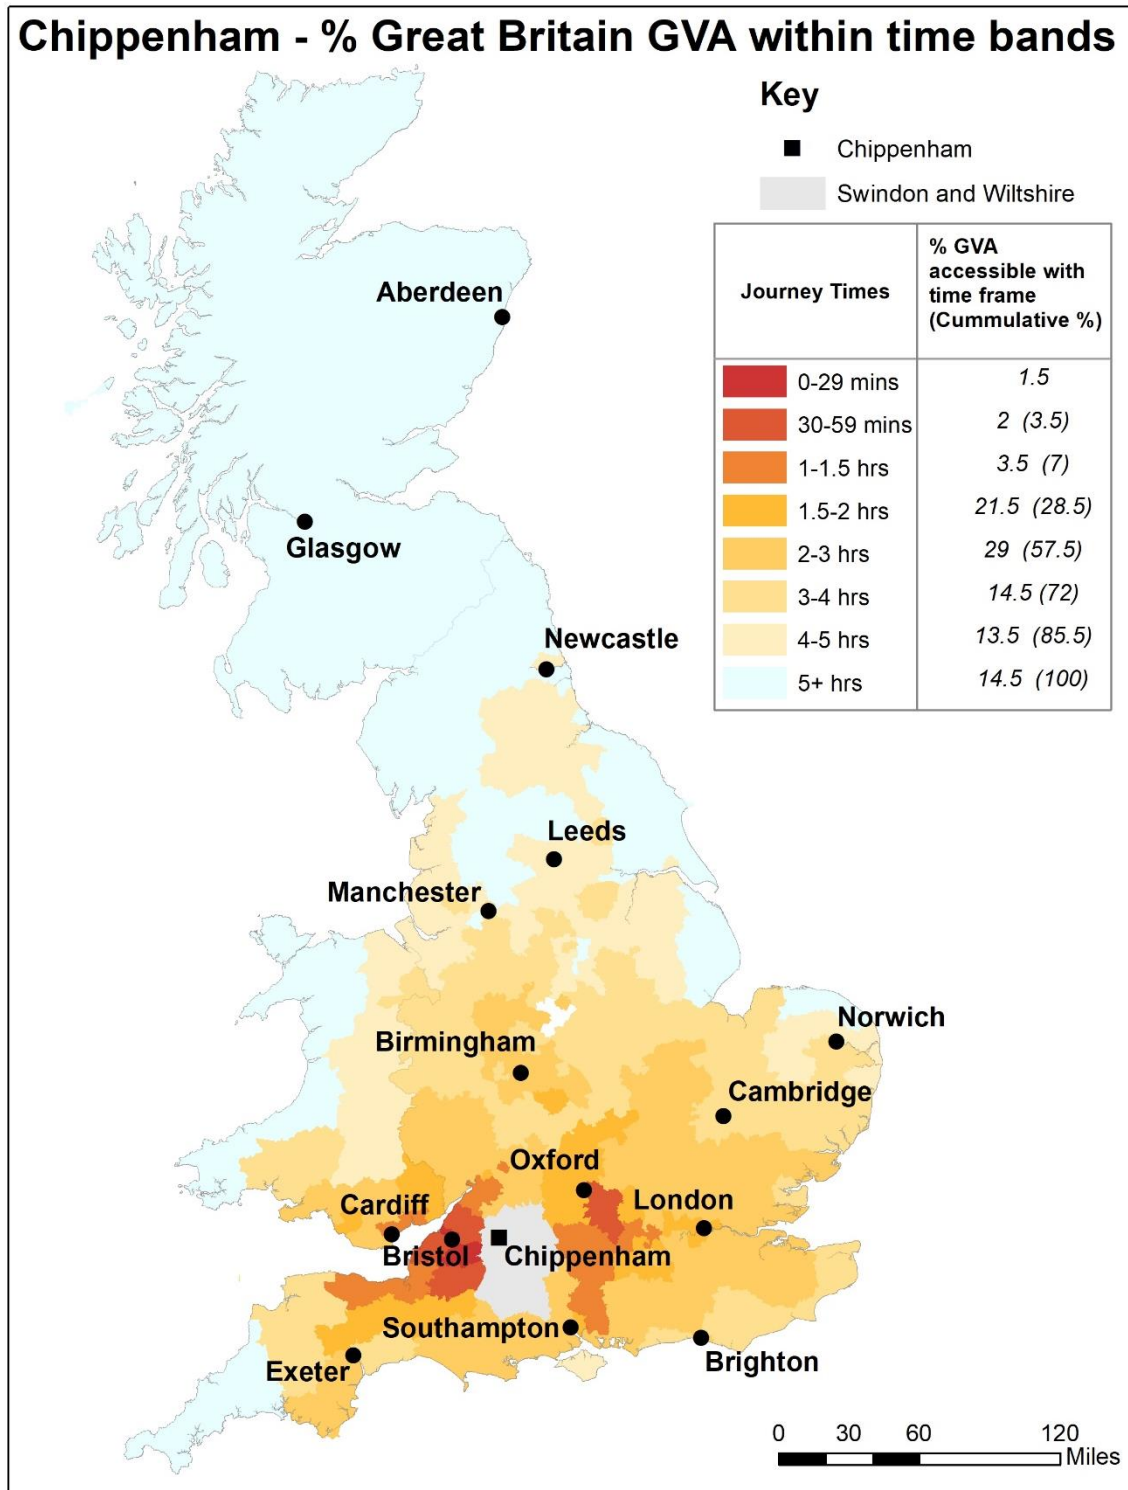 Chippenham - % Great Britain GVA within time bands
Key
Chippenham
Swindon and Wiltshire
Journey Times
% GVA
accessible with
time frame
(Cummulative %)
0-29 mins 1.5
30-59 mins 2 (3.5)
1-1.5 hrs 3.5 (7)
1.5-2 hrs 21.5 (28.5)
2-3 hrs 29 (57.5)
3-4 hrs 14.5 (72)
4-5 hrs 13.5 (85.5)
5+ hrs 14.5 (100)
Aberdeen
Glasgow
Newcastle
Leeds
Manchester
Norwich
Birmingham
Cambridge
Oxford
Cardiff
London
Bristol
Chippenham
Southampton
Brighton
Exeter
0 30 60 120
Miles